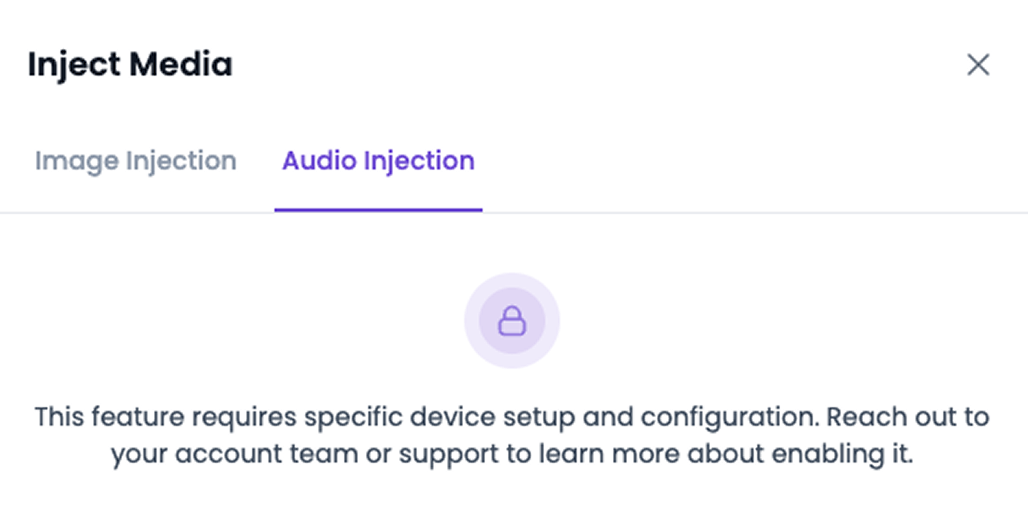 Inject Media
Image Injection
Audio Injection
This feature requires specific device setup and configuration. Reach out to
your account team or support to learn more about enabling it.